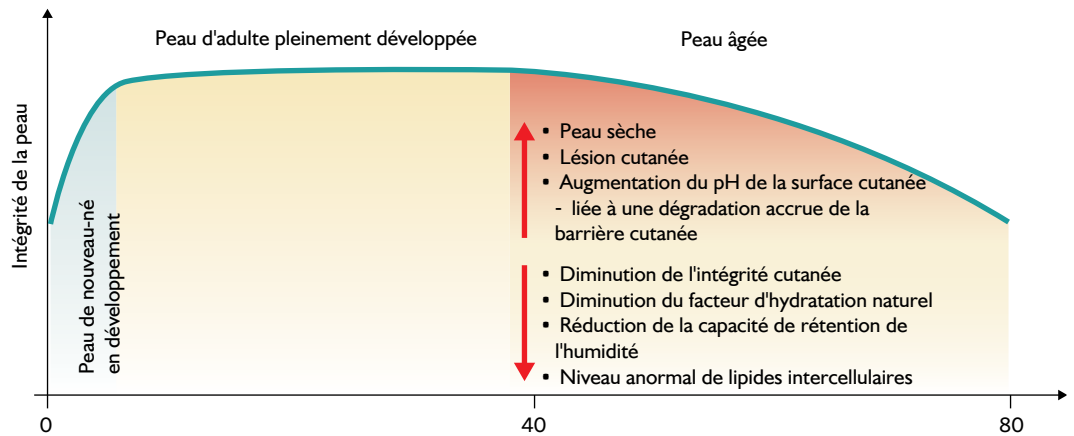 Peau d'adulte pleinement développée
Peau âgée
Intégrité de la peau
Peau de nouveau-né
en développement
▪ Peau sèche
▪ Lésion cutanée
▪ Augmentation du pH de la surface cutanée
- liée à une dégradation accrue de la
barrière cutanée
▪ Diminution de l'intégrité cutanée
▪ Diminution du facteur d'hydratation naturel
▪ Réduction de la capacité de rétention de
l'humidité
▪ Niveau anormal de lipides intercellulaires
0
40
80